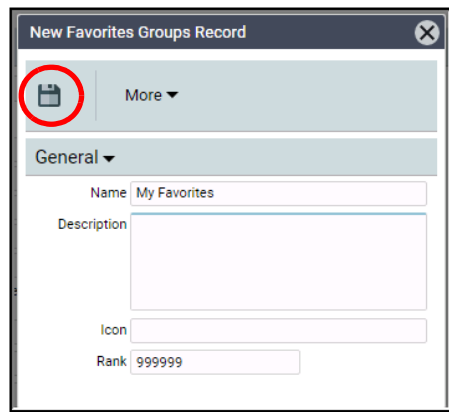 New Favorites Groups Record
More
General
Name My Favorites
Description
Icon
Rank 999999